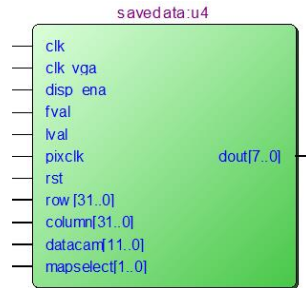 savedata:u4
clk
clk vga
disp ena
fval
lval
pixclk
dout[7..0]
rst
row [31..0]
column[31..0]
datacam[11..0]
mapselect[1..0]